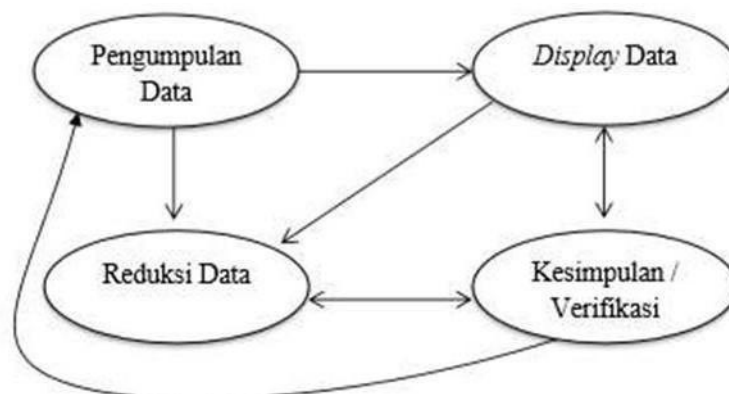 Pengumpulan
Data
Display Data
Reduksi Data
Kesimpulan /
Verifikasi